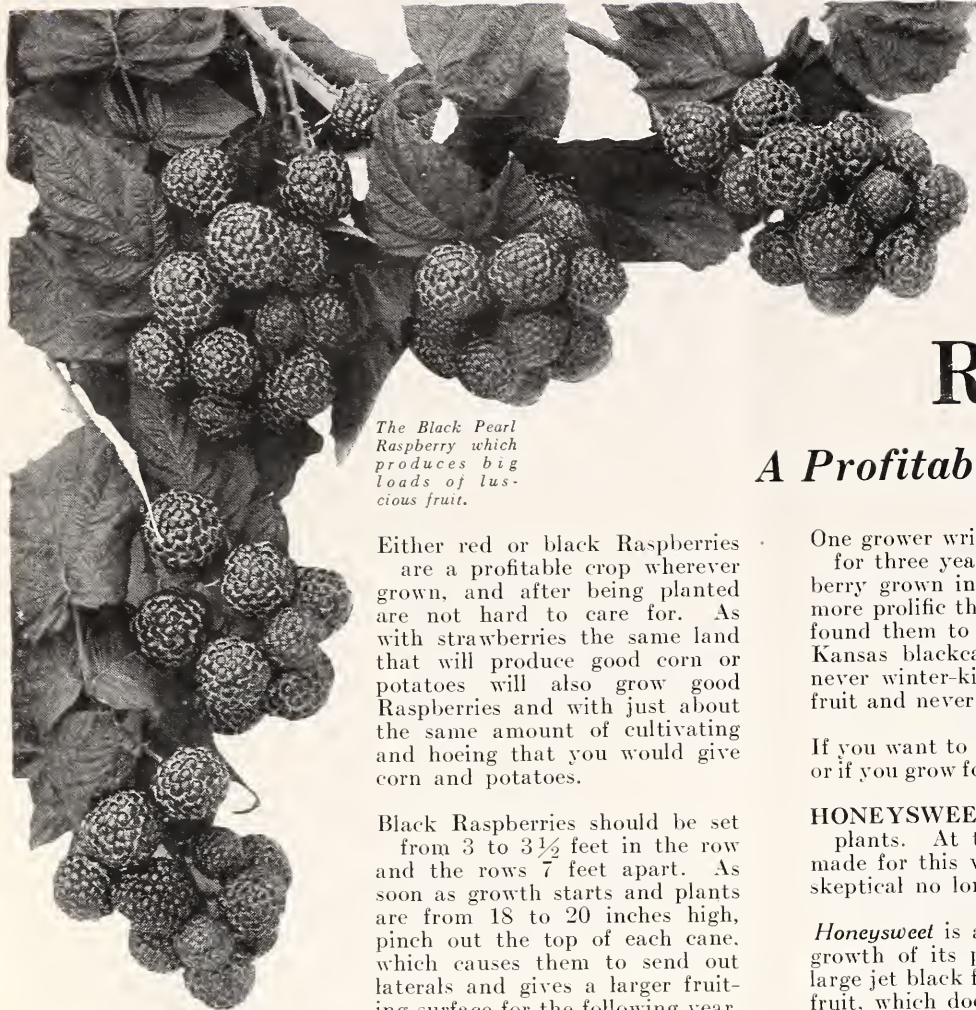 R
A Profitab
The Black Pearl
Raspberry which
produces big
loads of lus-
cious fruit.
Either red or black Raspberries
are a profitable crop wherever
grown, and after being planted
are not hard to care for. As
with strawberries the same land
that will produce good corn or
potatoes will also grow good
Raspberries and with just about
the same amount of cultivating
and hoeing that you would give
corn and potatoes.
Black Raspberries should be set
from 3 to 3½ feet in the row
and the rows 7 feet apart. As
soon as growth starts and plants
are from 18 to 20 inches high,
pinch out the top of each cane,
which causes them to send out
laterals and gives a larger fruit-
ing surface for the following year.
One grower wri
for three yea
berry grown in
more prolific th
found them to
Kansas blackca
never winter-ki
fruit and never
If you want to
or if you grow fo
HONEYSWEE
plants. At t
made for this v
skeptical no lon
Honeysweet is a
growth of its p
large jet black f
fruit, which doe